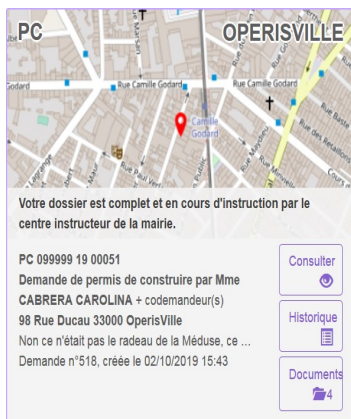 PC
OPERISVILLE
Rue Camille Godard
Rue Camille Godard
Godard
Camille
Godard
Votre dossier est complet et en cours d'instruction par le
centre instructeur de la mairie.
PC 099999 19 00051
Demande de permis de construire par Mme
CABRERA CAROLINA + codemandeur(s)
98 Rue Ducau 33000 OperisVille
Non ce n'était pas le radeau de la Méduse, ce ...
Demande n°518, créée le 02/10/2019 15:43
Consulter
Historique
Documents
4